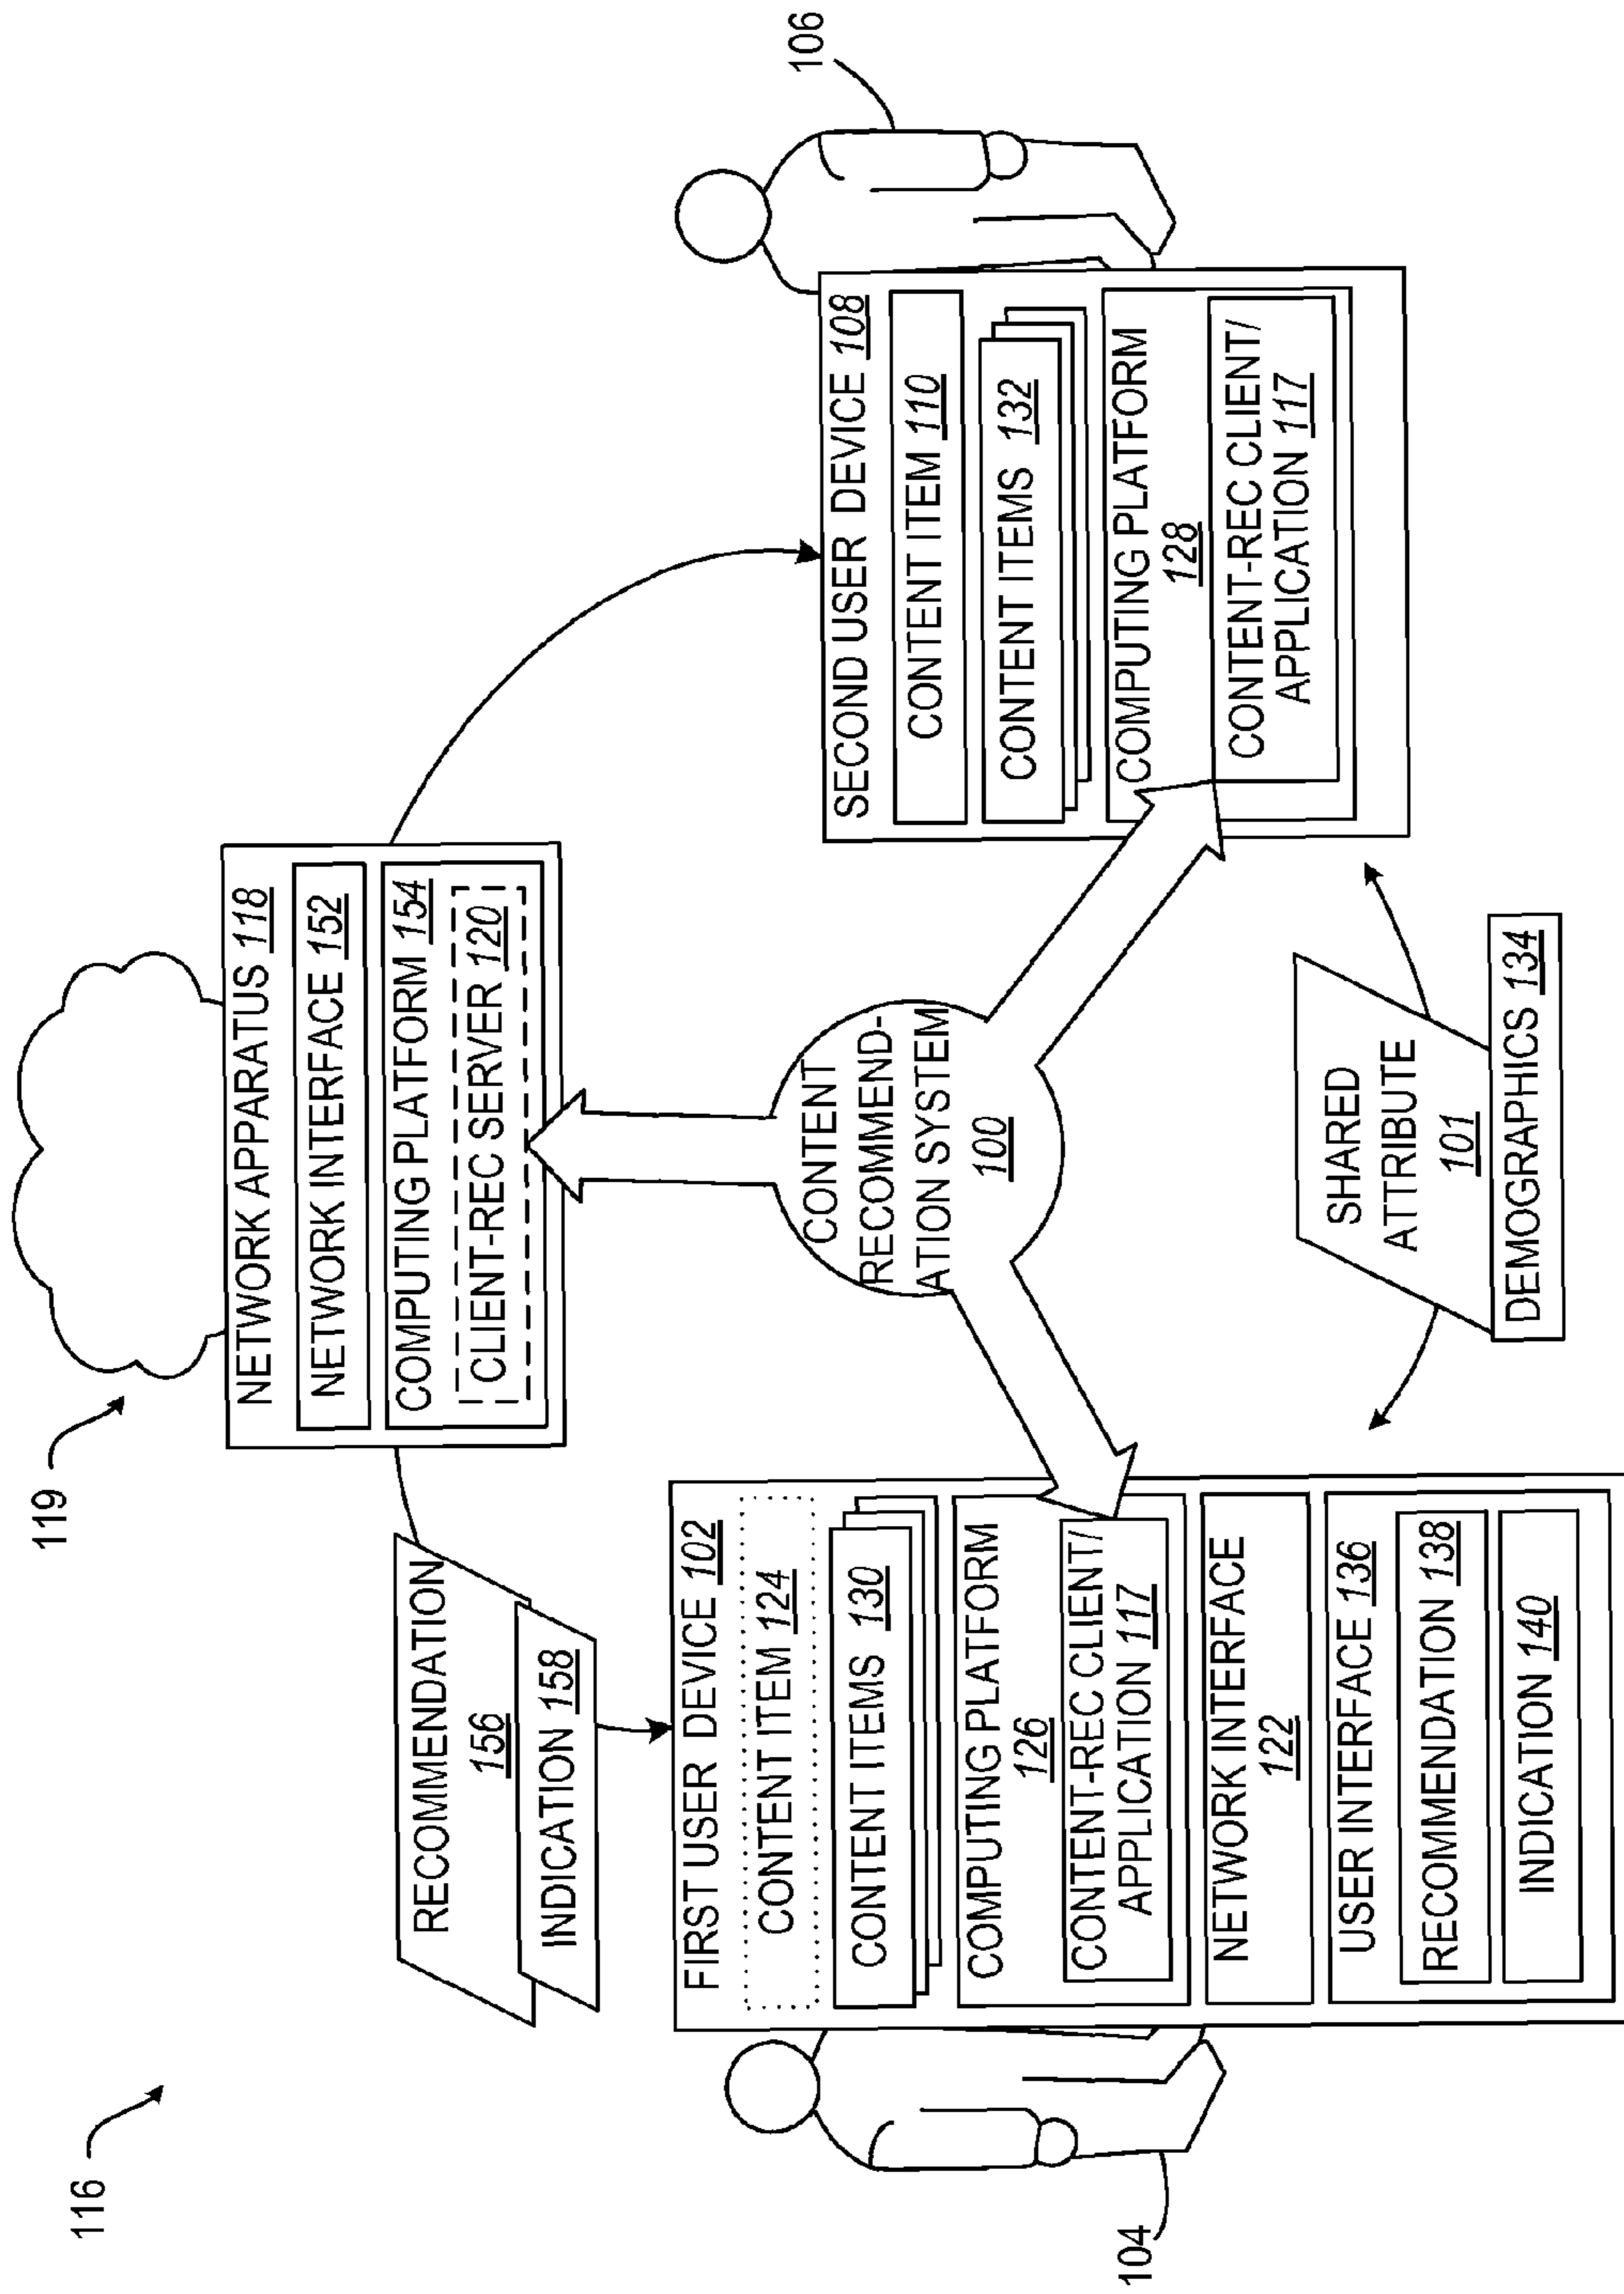 116
119
NETWORK APPARATUS 118
NETWORK INTERFACE 152
COMPUTING PLATFORM 154
CLIENT-REC SERVER 120
RECOMMENDATION
156
INDICATION 158
106
104
FIRST USER DEVICE 102
CONTENT ITEM 124
CONTENT ITEMS 130
COMPUTING PLATFORM
126
CONTENT-REC CLIENT/
APPLICATION 117
NETWORK INTERFACE
122
USER INTERFACE 136
RECOMMENDATION 138
INDICATION 140
CONTENT
RECOMMEND-
ATION SYSTEM
100
SECOND USER DEVICE 108
CONTENT ITEM 110
CONTENT ITEMS 132
COMPUTING PLATFORM
128
CONTENT-REC CLIENT/
APPLICATION 117
SHARED
ATTRIBUTE
101
DEMOGRAPHICS 134